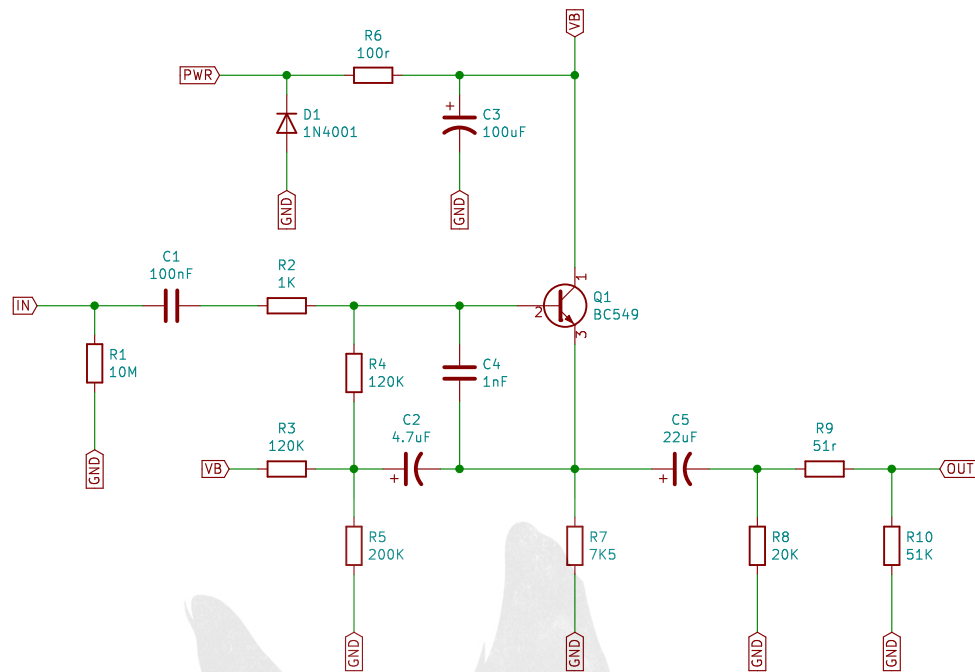 VB
R6
100r
PWR
D1
1N4001
+
C3
100uF
GND
GND
C1
100nF
R2
1K
IN
1
Q1
BC549
2
3
R1
10M
R4
120K
C4
1nF
GND
R3
120K
C2
4.7uF
C5
22uF
R9
51r
VB
+
+
OUT
R5
200K
R7
7K5
R8
20K
R10
51K
GND
GND
GND
GND